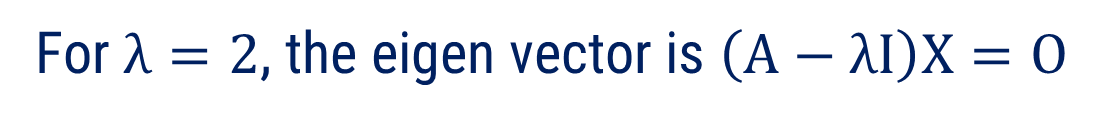 For λ = 2, the eigen vector is (A − λI)X = O